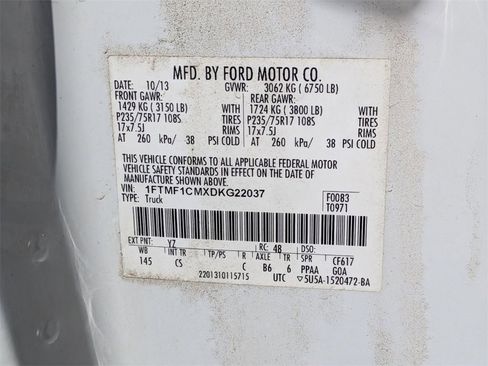 MFD. BY FORD MOTOR CO.
DATE: 10/13 GVWR: 3062 KG ( 6750 LB)
FRONT GAWR: REAR GAWR:
1429 KG ( 3150 LB) WITH 1724 KG ( 3800 LB) WITH
P235/75R17 108S TIRES P235/75R17 108S TIRES
17x7.5J RIMS 17x7.5J RIMS
AT 260 kPa/ 38 PSI COLD AT 260 kPa/ 38 PSI COLD
THIS VEHICLE CONFORMS TO ALL APPLICABLE FEDERAL MOTOR
VEHICLE SAFETY STANDARDS IN EFFECT ON THE DATE OF
MANUFACTURE SHOWN ABOVE.
VIN: 1FTMF1CMXDKG22037 F0083
TYPE: Truck T0971
EXT PNT: YZ RC: 48 DSO:
WB INT TR TP/PS R AXLE TR SPR CF617
145 CS C B6 6 PPAA GOA
2201310115715 UTC ▽5U5A-1520472-BA